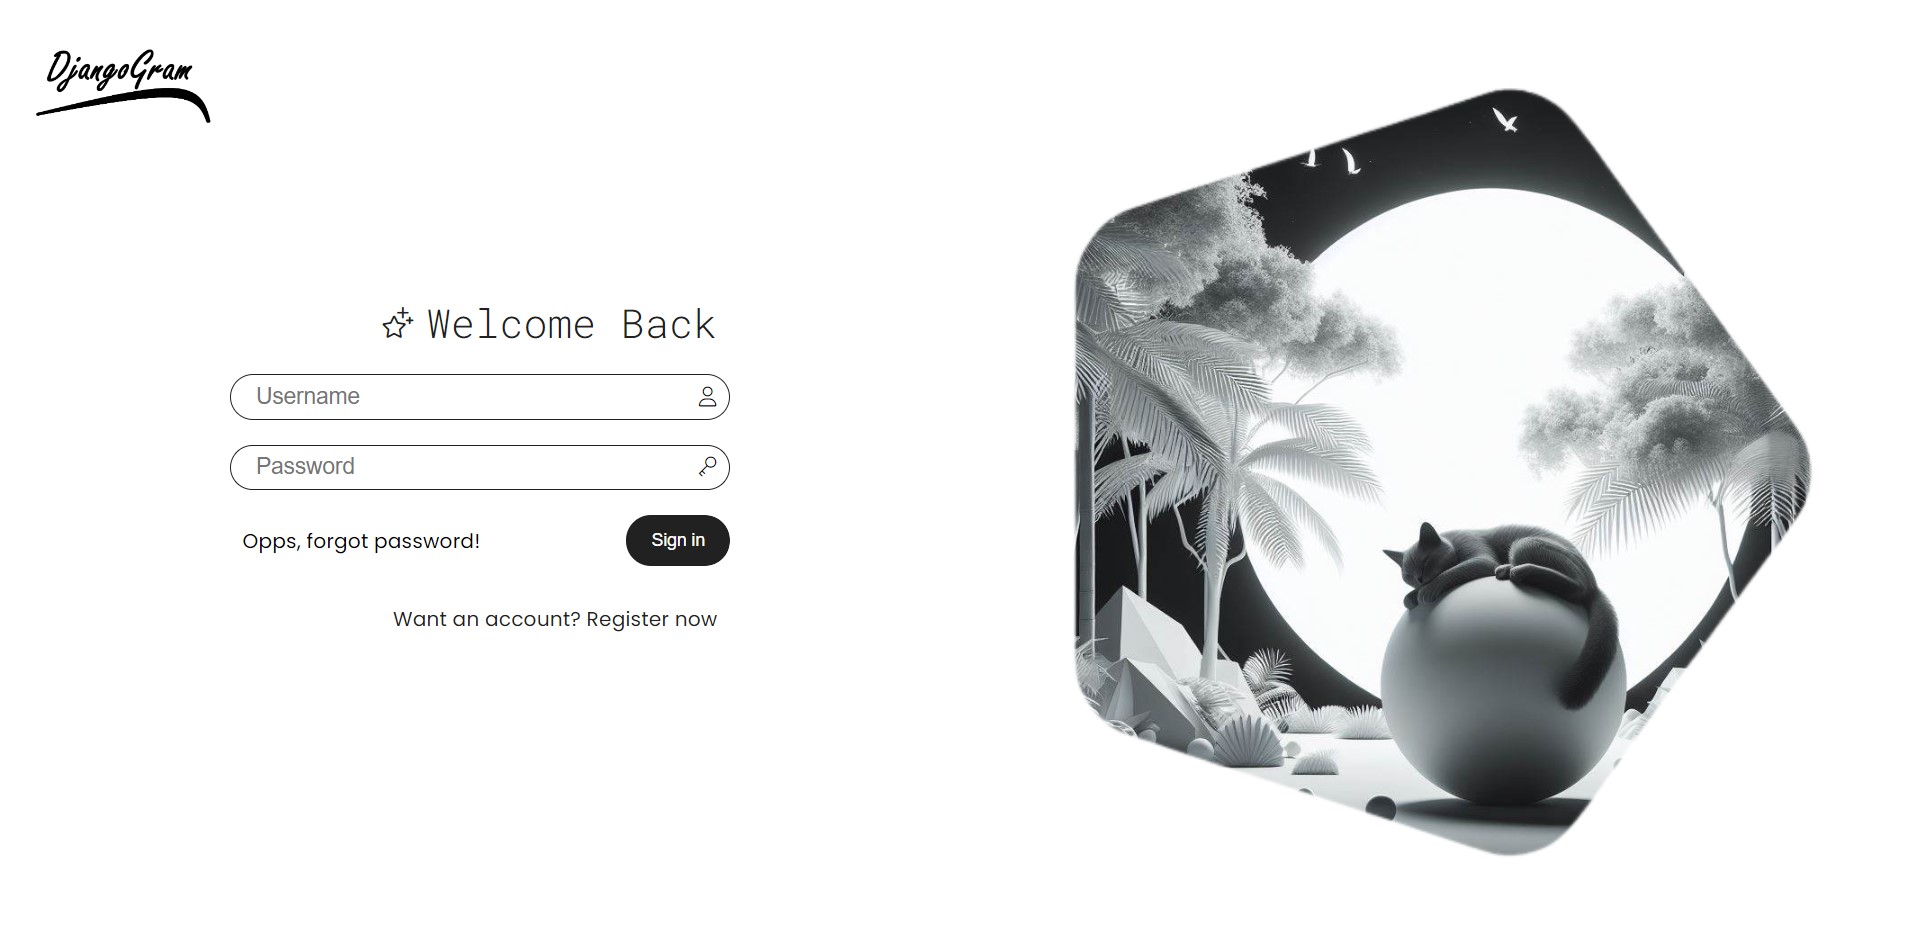 DjangoGram
Welcome Back
Username
Password
Opps, forgot password!
Sign in
Want an account? Register now